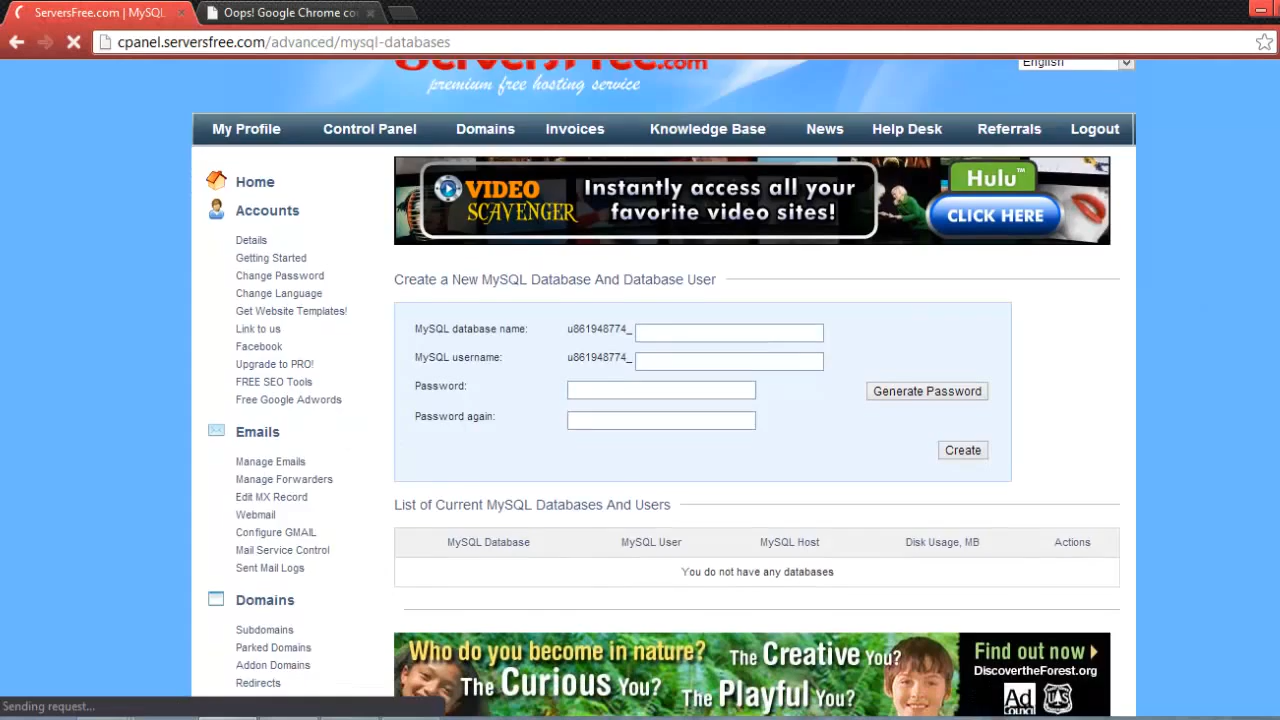 ServersFree.com | MySQL
Oops! Google Chrome co
cpanel.serversfree.com/advanced/mysql-databases
ServersFree.com
premium free hosting service
English
My Profile Control Panel Domains Invoices Knowledge Base News Help Desk Referrals Logout
Home
Accounts
Details
Getting Started
Change Password
Change Language
Get Website Templates!
Link to us
Facebook
Upgrade to PRO!
FREE SEO Tools
Free Google Adwords
Emails
Manage Emails
Manage Forwarders
Edit MX Record
Webmail
Configure GMAIL
Mail Service Control
Sent Mail Logs
Domains
Subdomains
Parked Domains
Addon Domains
Redirects
VIDEO
SCAVENGER
Instantly access all your
favorite video sites!
Hulu™
CLICK HERE
Create a New MySQL Database And Database User
MySQL database name: u861948774_
MySQL username: u861948774_
Password:
Generate Password
Password again:
Create
List of Current MySQL Databases And Users
MySQL Database MySQL User MySQL Host Disk Usage, MB Actions
You do not have any databases
Who do you become in nature?
The Curious You?
The Creative You?
The Playful You?
Find out now
DiscovertheForest.org
Ad
Council
UAS
Sending request...